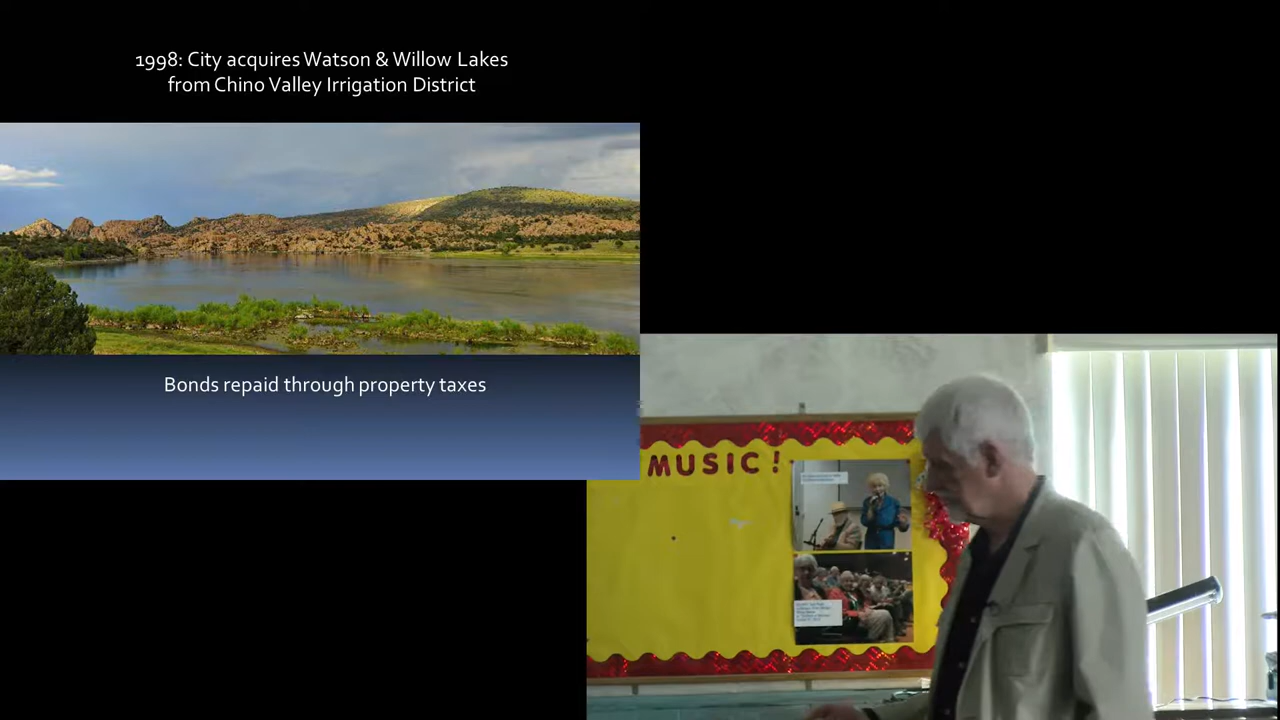 1998: City acquires Watson & Willow Lakes
from Chino Valley Irrigation District
Bonds repaid through property taxes
MUSIC!